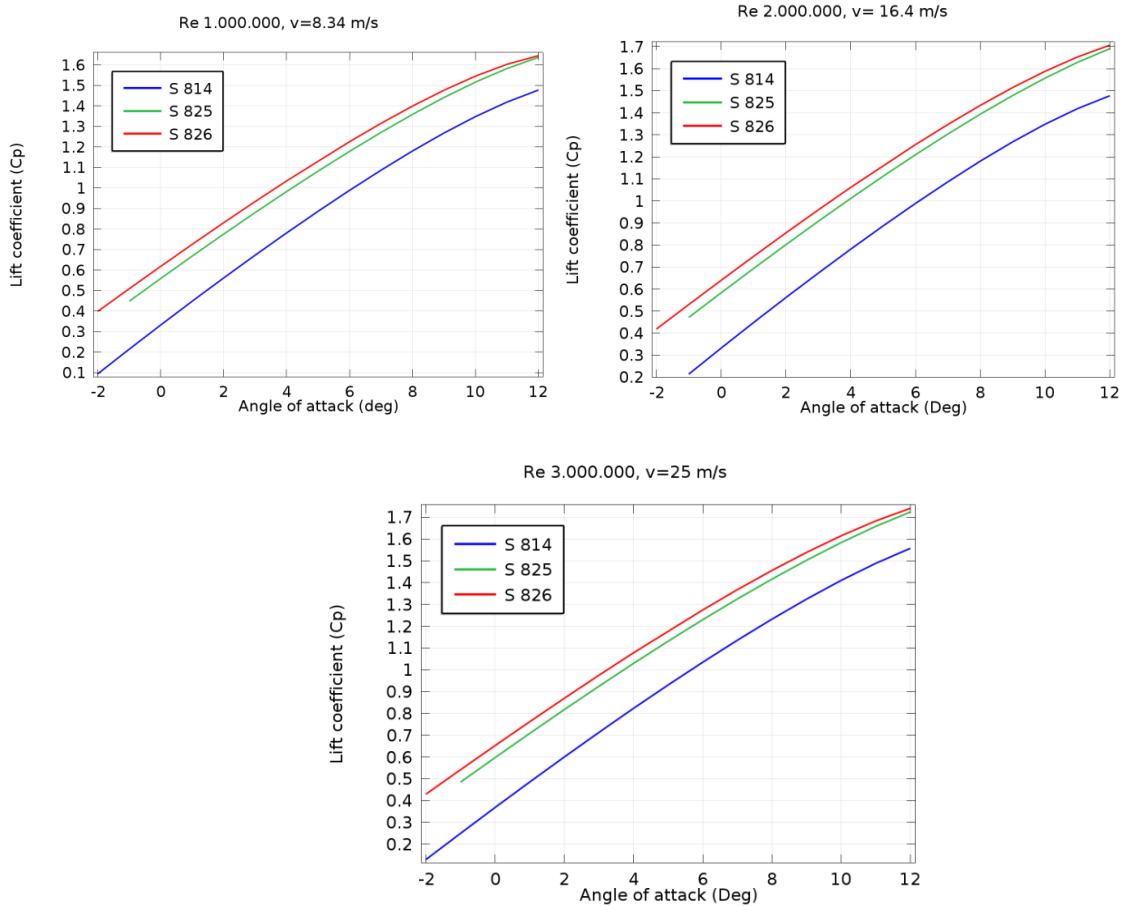 Re 1.000.000, v=8.34 m/s
Lift coefficient (Cp)
1.6
1.5
1.4
1.3
1.2
1.1
1
0.9
0.8
0.7
0.6
0.5
0.4
0.3
0.2
0.1
S 814
S 825
S 826
-2 0 2 4 6 8 10 12
Angle of attack (deg)
Re 2.000.000, v= 16.4 m/s
Lift coefficient (Cp)
1.7
1.6
1.5
1.4
1.3
1.2
1.1
1
0.9
0.8
0.7
0.6
0.5
0.4
0.3
0.2
S 814
S 825
S 826
-2 0 2 4 6 8 10 12
Angle of attack (Deg)
Re 3.000.000, v=25 m/s
Lift coefficient (Cp)
1.7
1.6
1.5
1.4
1.3
1.2
1.1
1
0.9
0.8
0.7
0.6
0.5
0.4
0.3
0.2
S 814
S 825
S 826
-2 0 2 4 6 8 10 12
Angle of attack (Deg)